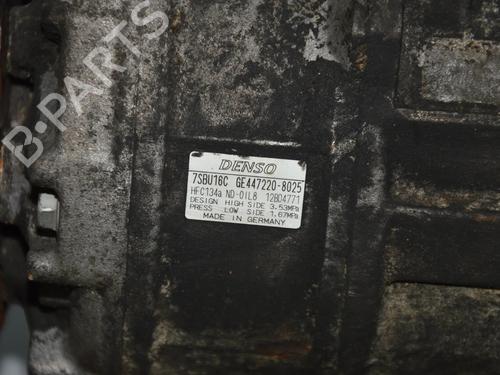 B-PARTS
DENSO
7SBU16C GE447220-8025
HFC134a ND-OIL8 12B04771
DESIGN HIGH SIDE 3.53MPa
PRESS LOW SIDE 1.67MPa
MADE IN GERMANY